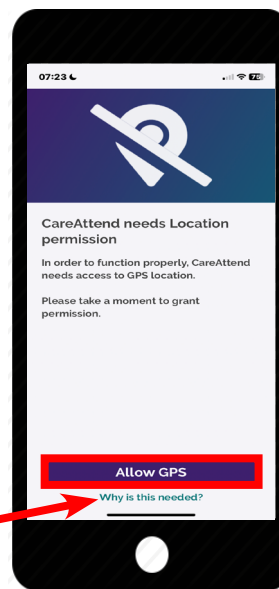 07:23
75
CareAttend needs Location
permission
In order to function properly, CareAttend
needs access to GPS location.
Please take a moment to grant
permission.
Allow GPS
Why is this needed?